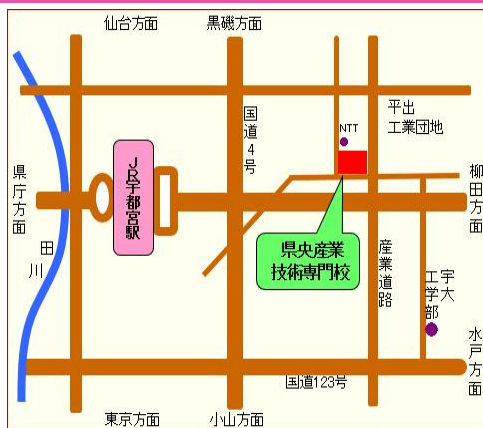 仙台方面
黒磯方面
国道4号
平出
工業団地
NTT
JR宇都宮駅
県庁方面
柳田方面
田川
県央産業
技術専門校
産業道路
宇大
工学部
水戸方面
国道123号
東京方面
小山方面